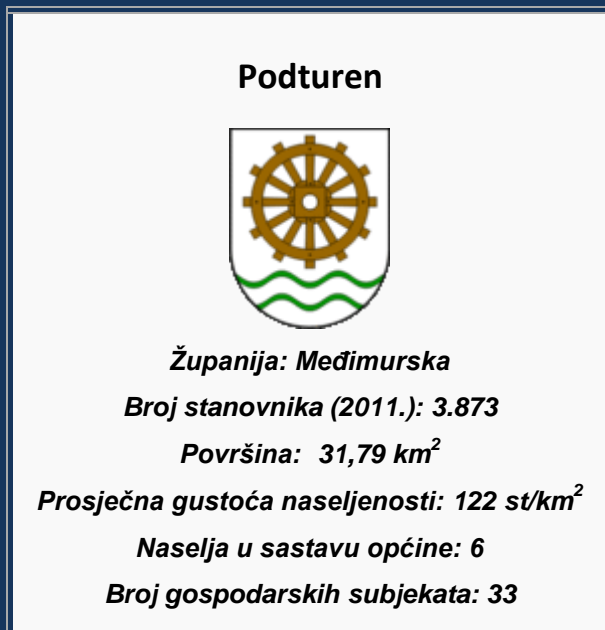 Podturen
Županija: Međimurska
Broj stanovnika (2011.): 3.873
Površina: 31,79 km²
Prosječna gustoća naseljenosti: 122 st/km²
Naselja u sastavu općine: 6
Broj gospodarskih subjekata: 33